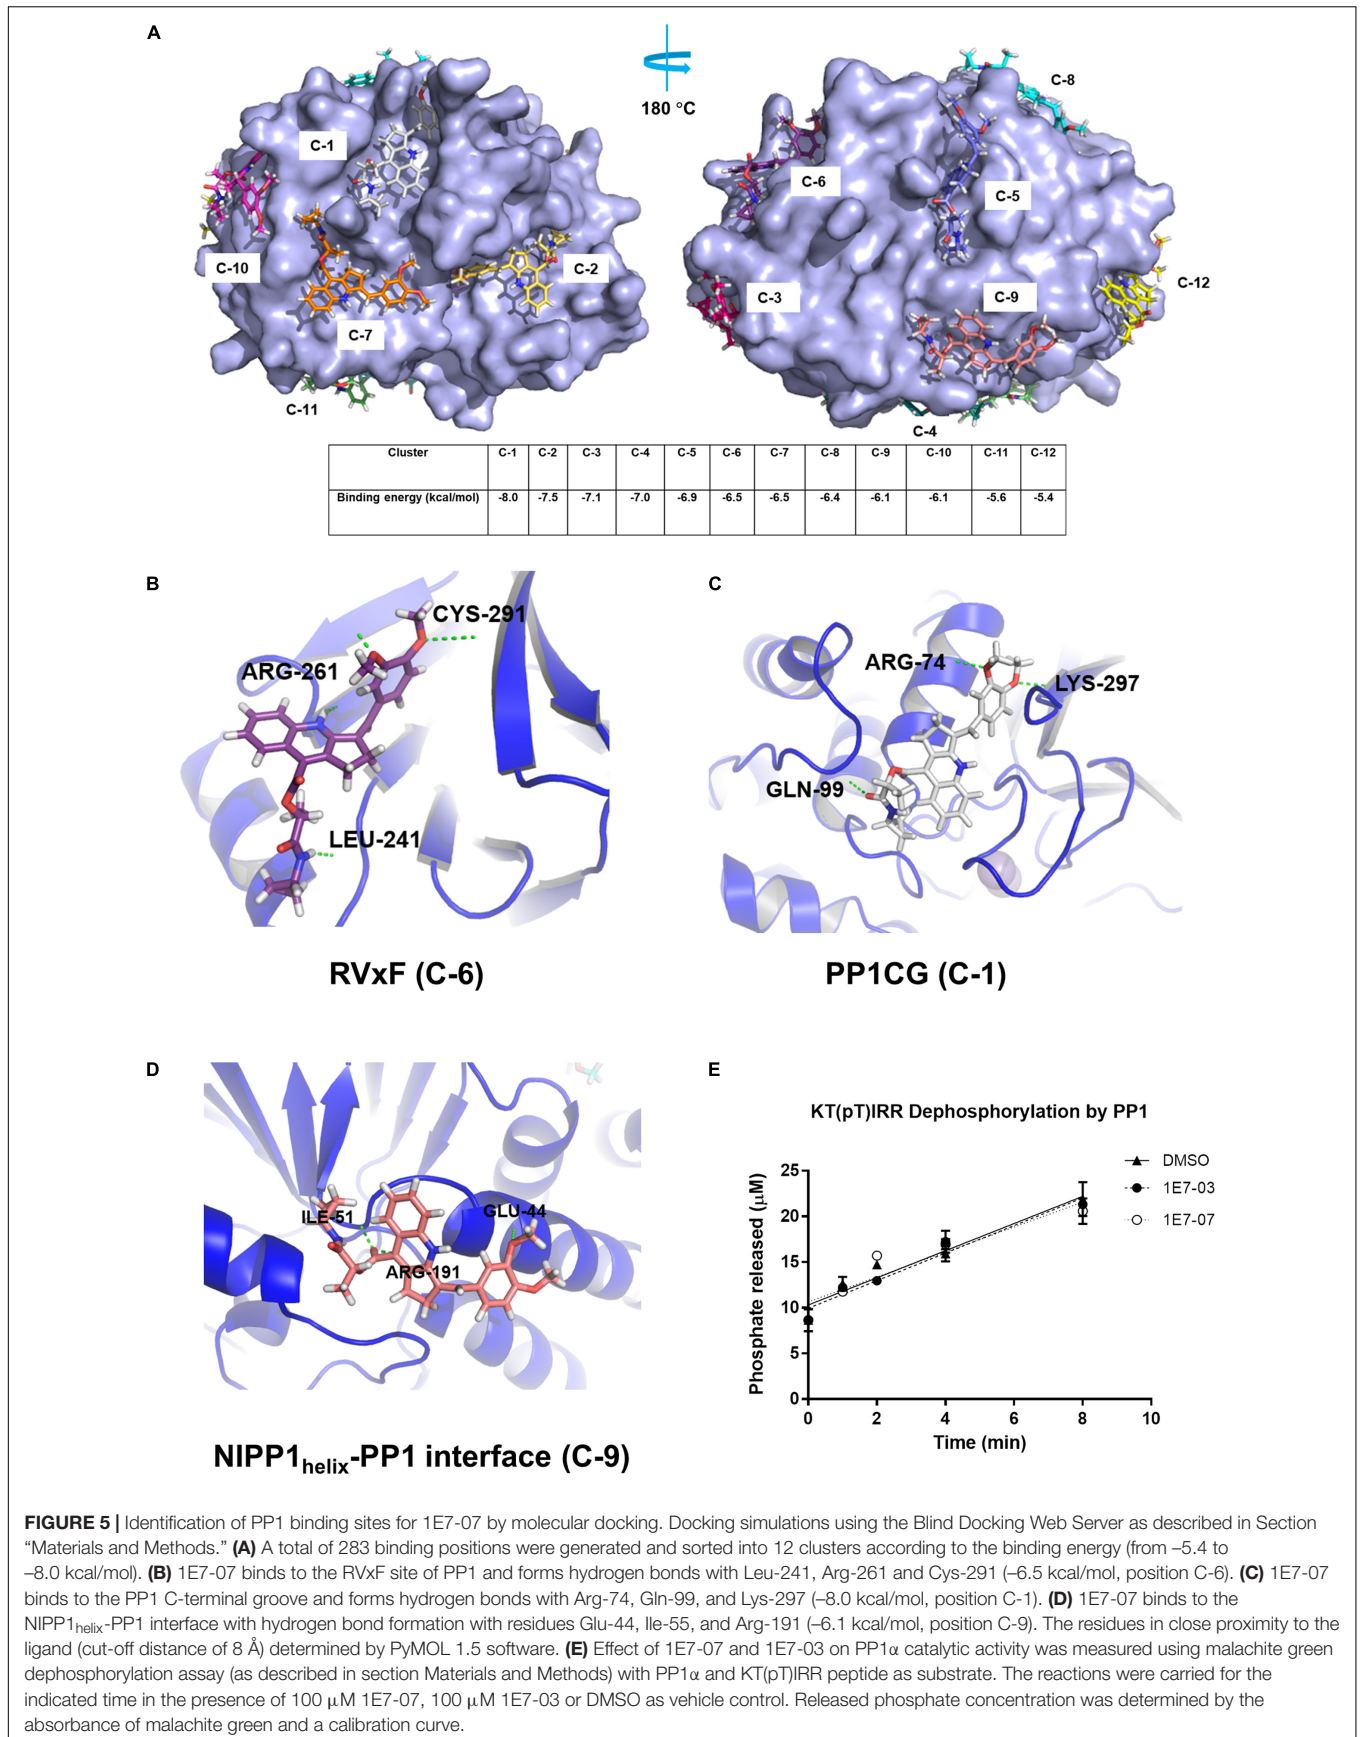 A
180 °C
C-1
C-10
C-7
C-2
C-11
C-8
C-6
C-5
C-3
C-9
C-12
C-4
Cluster C-1 C-2 C-3 C-4 C-5 C-6 C-7 C-8 C-9 C-10 C-11 C-12
Binding energy (kcal/mol) -8.0 -7.5 -7.1 -7.0 -6.9 -6.5 -6.5 -6.4 -6.1 -6.1 -5.6 -5.4
B
CYS-291
ARG-261
LEU-241
RVxF (C-6)
C
ARG-74
LYS-297
GLN-99
PP1CG (C-1)
D
ILE-51
GLU-44
ARG-191
NIPP1helix-PP1 interface (C-9)
E
KT(pT)IRR Dephosphorylation by PP1
Phosphate released (μM)
25
20
15
10
5
0
0 2 4 6 8 10
Time (min)
DMSO
1E7-03
1E7-07
FIGURE 5 | Identification of PP1 binding sites for 1E7-07 by molecular docking. Docking simulations using the Blind Docking Web Server as described in Section
“Materials and Methods.” (A) A total of 283 binding positions were generated and sorted into 12 clusters according to the binding energy (from –5.4 to
–8.0 kcal/mol). (B) 1E7-07 binds to the RVxF site of PP1 and forms hydrogen bonds with Leu-241, Arg-261 and Cys-291 (–6.5 kcal/mol, position C-6). (C) 1E7-07
binds to the PP1 C-terminal groove and forms hydrogen bonds with Arg-74, Gln-99, and Lys-297 (–8.0 kcal/mol, position C-1). (D) 1E7-07 binds to the
NIPP1helix-PP1 interface with hydrogen bond formation with residues Glu-44, Ile-55, and Arg-191 (–6.1 kcal/mol, position C-9). The residues in close proximity to the
ligand (cut-off distance of 8 Å) determined by PyMOL 1.5 software. (E) Effect of 1E7-07 and 1E7-03 on PP1α catalytic activity was measured using malachite green
dephosphorylation assay (as described in section Materials and Methods) with PP1α and KT(pT)IRR peptide as substrate. The reactions were carried for the
indicated time in the presence of 100 μM 1E7-07, 100 μM 1E7-03 or DMSO as vehicle control. Released phosphate concentration was determined by the
absorbance of malachite green and a calibration curve.